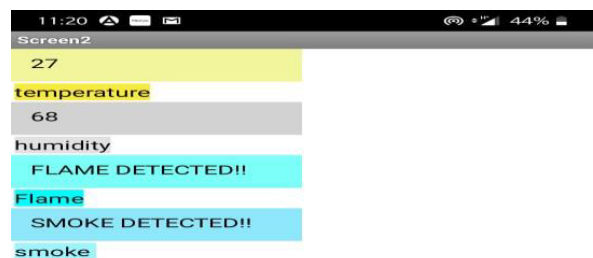 11:20 44%
Screen2
27
temperature
68
humidity
FLAME DETECTED!!
Flame
SMOKE DETECTED!!
smoke